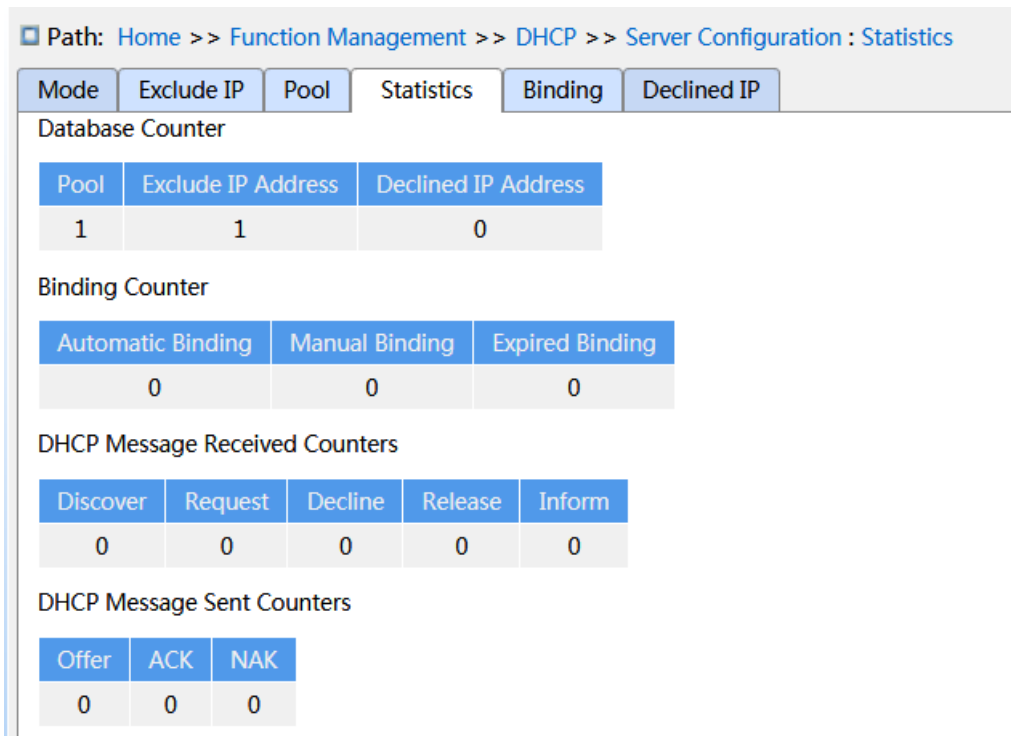 Path: Home >> Function Management >> DHCP >> Server Configuration : Statistics
Mode Exclude IP Pool Statistics Binding Declined IP
Database Counter
Pool Exclude IP Address Declined IP Address
1 1 0
Binding Counter
Automatic Binding Manual Binding Expired Binding
0 0 0
DHCP Message Received Counters
Discover Request Decline Release Inform
0 0 0 0 0
DHCP Message Sent Counters
Offer ACK NAK
0 0 0